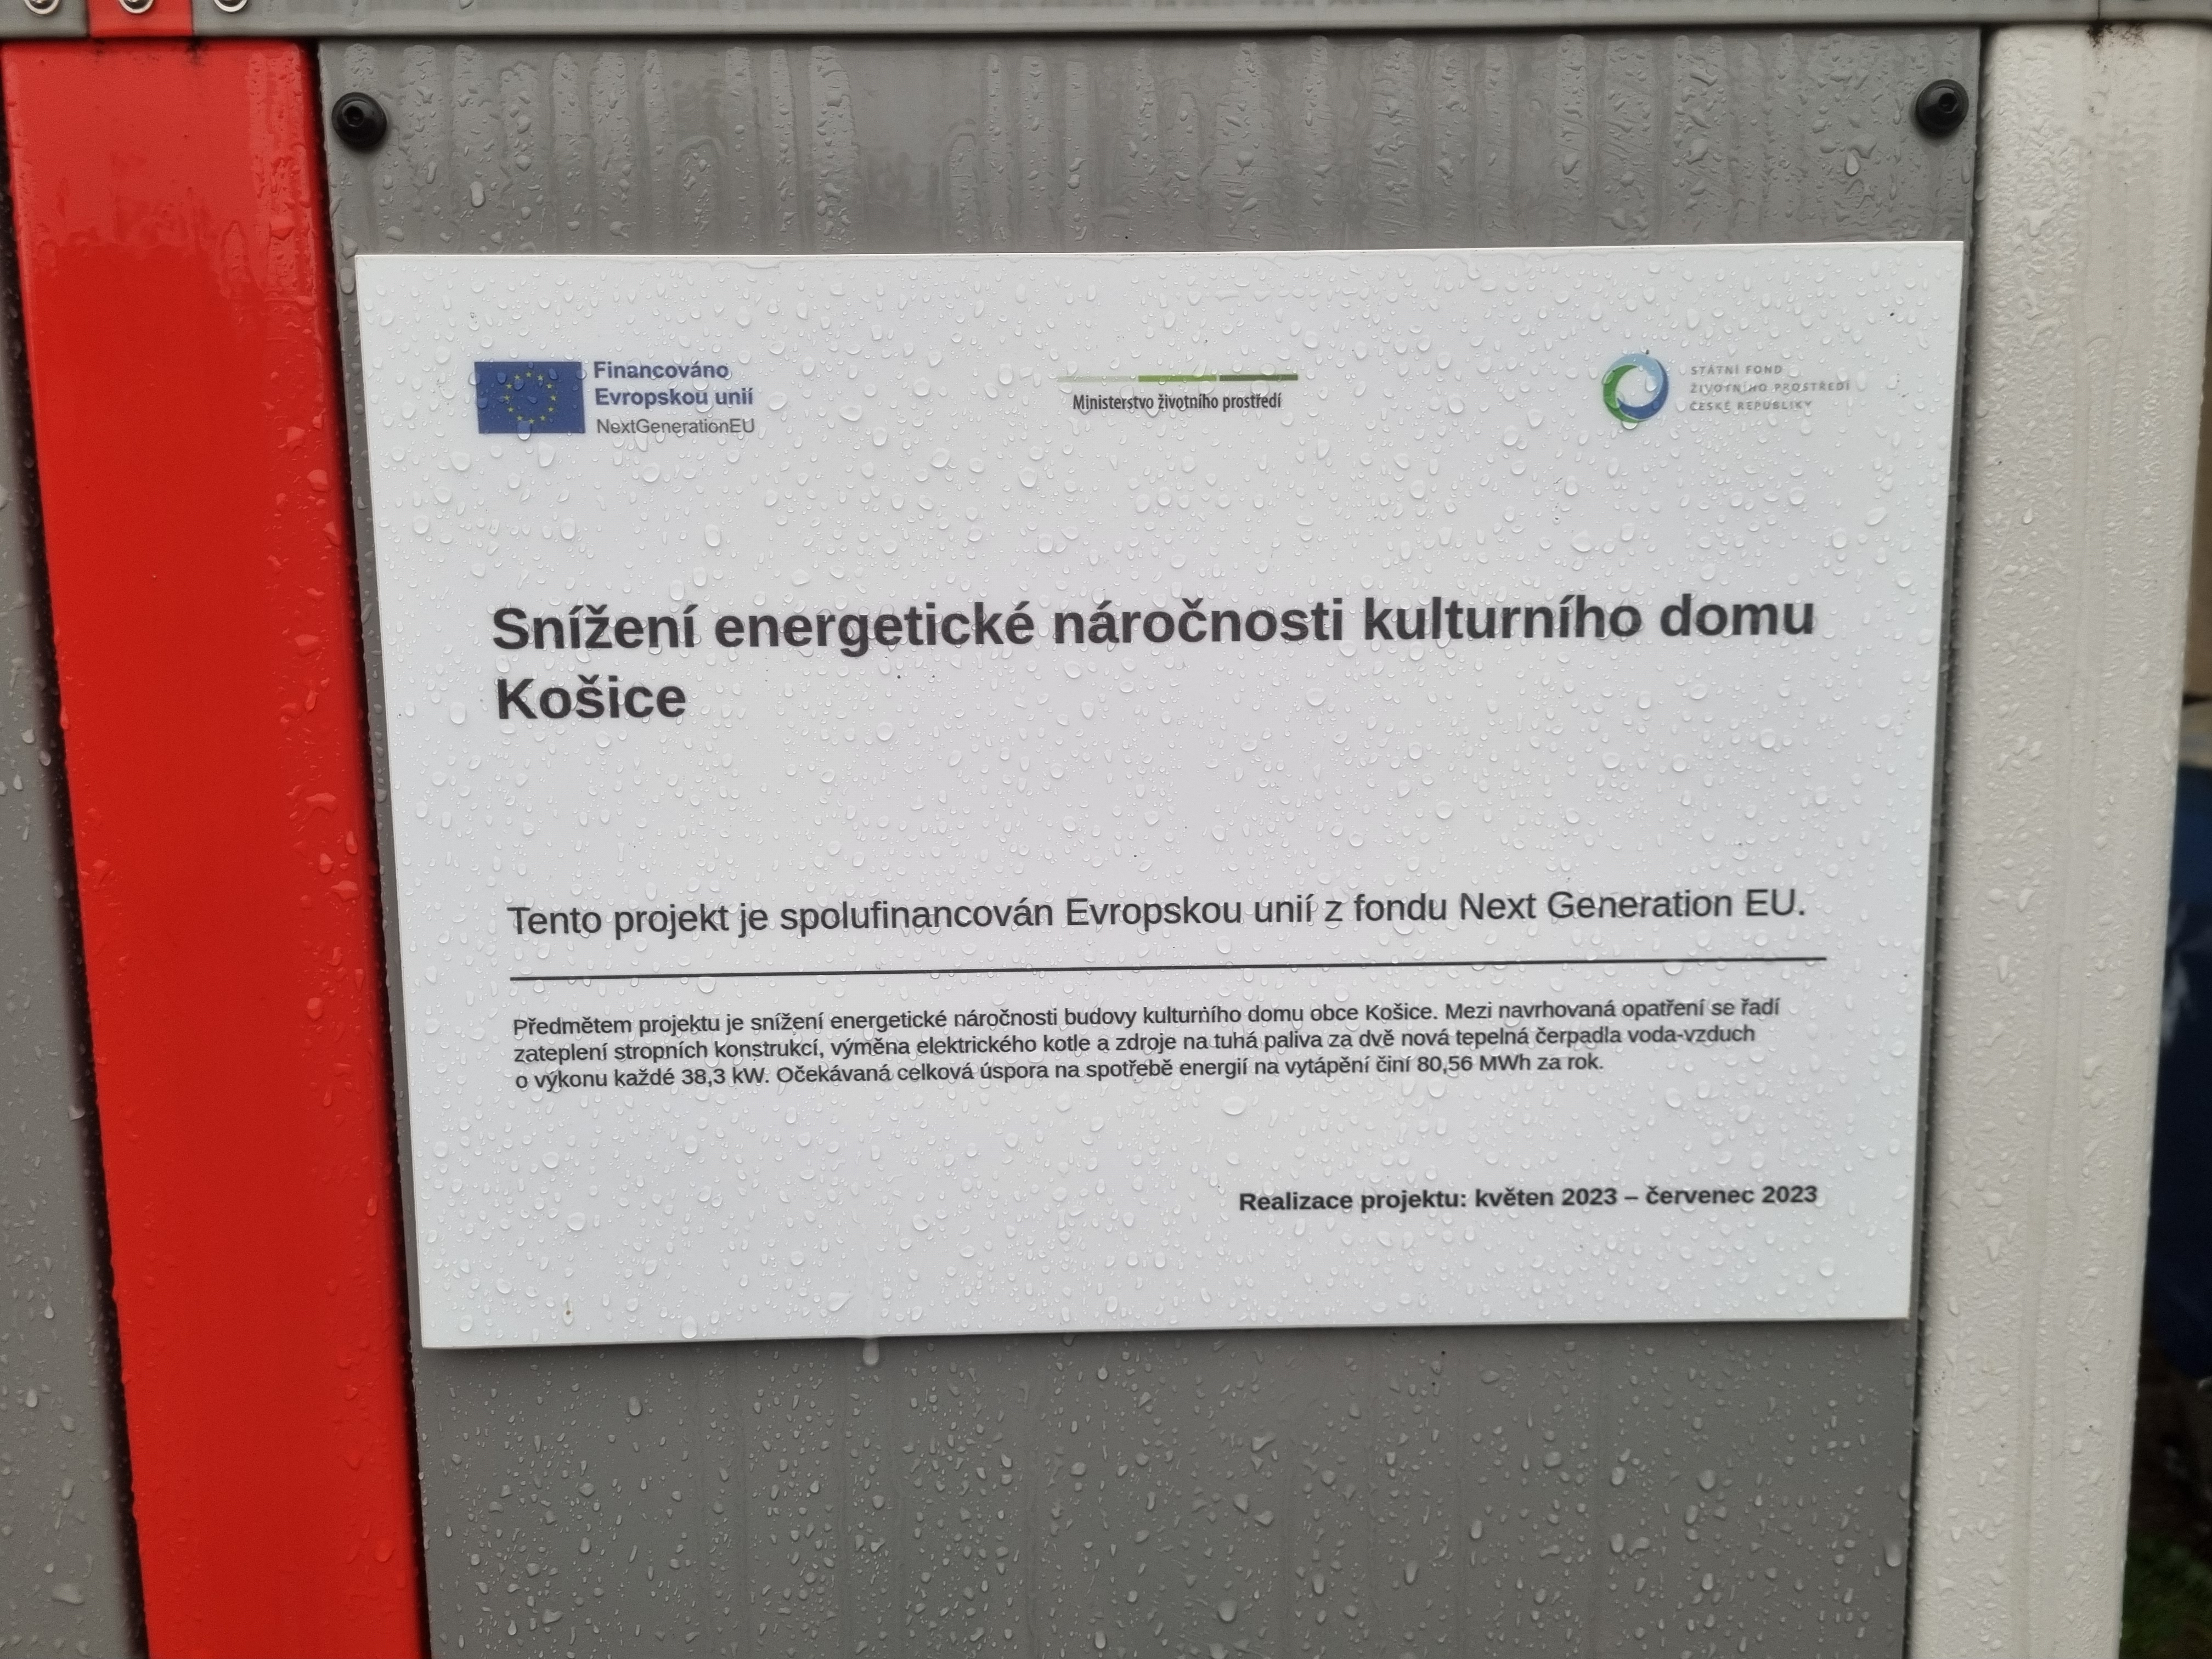 Financováno
Evropskou unií
NextGenerationEU
Ministerstvo životního prostředí
STÁTNÍ FOND
ŽIVOTNÍHO PROSTŘEDÍ
ČESKÉ REPUBLIKY
Snížení energetické náročnosti kulturního domu
Košice
Tento projekt je spolufinancován Evropskou unií z fondu Next Generation EU.
Předmětem projektu je snížení energetické náročnosti budovy kulturního domu obce Košice. Mezi navrhovaná opatření se řadí
zateplení stropních konstrukcí, výměna elektrického kotle a zdroje na tuhá paliva za dvě nová tepelná čerpadla voda-vzduch
o výkonu každé 38,3 kW. Očekávaná celková úspora na spotřebě energií na vytápění činí 80,56 MWh za rok.
Realizace projektu: květen 2023 – červenec 2023